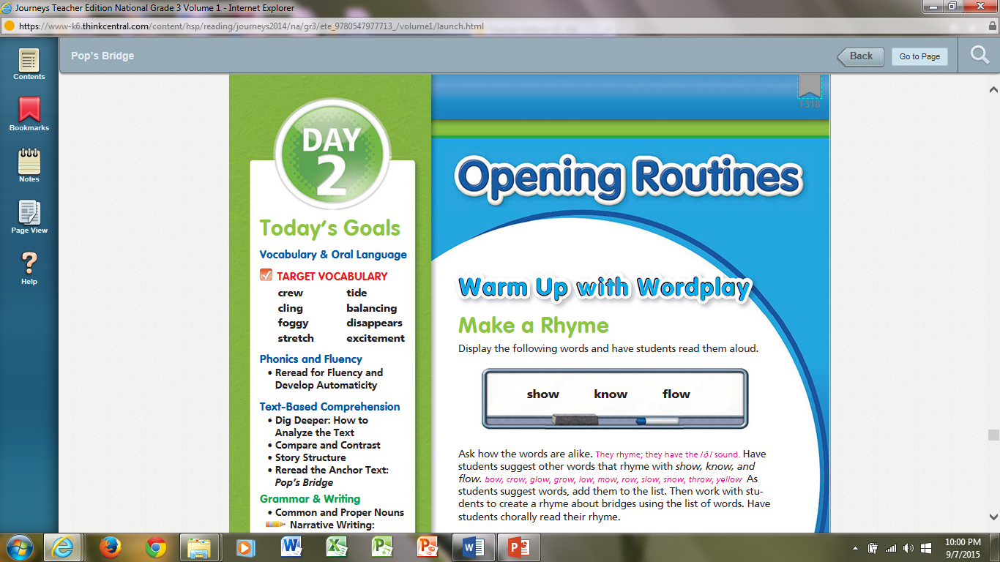 Journeys Teacher Edition National Grade 3 Volume 1 - Internet Explorer
https://www-k6.thinkcentral.com/content/hsp/reading/journeys2014/na/gr3/ete_9780547977713_/volume1/launch.html
Pop's Bridge
Back
Go to Page
Contents
Bookmarks
Notes
Page View
Help
T318
DAY
2
Today's Goals
Vocabulary & Oral Language
TARGET VOCABULARY
crew tide
cling balancing
foggy disappears
stretch excitement
Phonics and Fluency
• Reread for Fluency and
Develop Automaticity
Text-Based Comprehension
• Dig Deeper: How to
Analyze the Text
• Compare and Contrast
• Story Structure
• Reread the Anchor Text:
Pop's Bridge
Grammar & Writing
• Common and Proper Nouns
Narrative Writing:
Opening Routines
Warm Up with Wordplay
Make a Rhyme
Display the following words and have students read them aloud.
show know flow
Ask how the words are alike. They rhyme; they have the /ō/ sound. Have
students suggest other words that rhyme with show, know, and
flow. bow, crow, glow, grow, low, mow, row, slow, snow, throw, yellow As
students suggest words, add them to the list. Then work with stu-
dents to create a rhyme about bridges using the list of words. Have
students chorally read their rhyme.
10:00 PM
9/7/2015